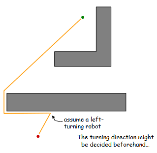 assume a left-
turning robot
The turning direction might
be decided beforehand...